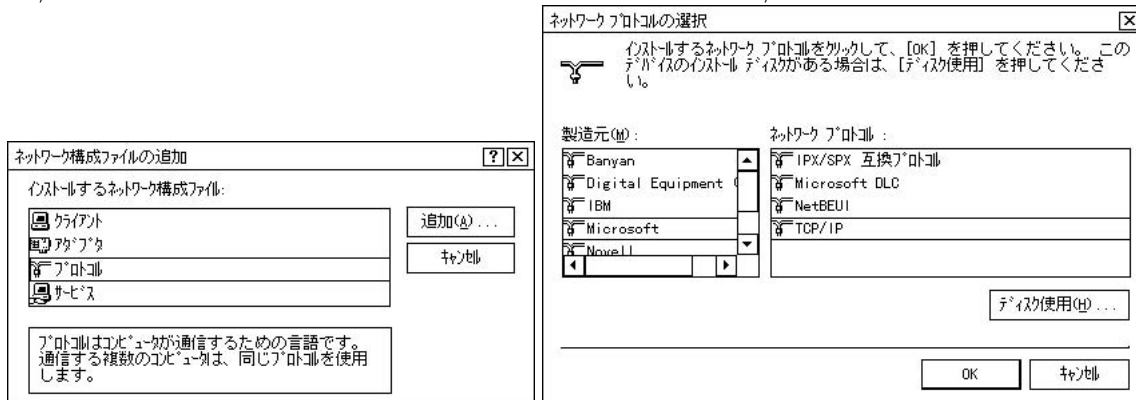 ネットワーク構成ファイルの追加
インストールするネットワーク構成ファイル:
クライアント
アダプタ
プロトコル
サービス
追加(A)...
キャンセル
プロトコルはコンピュータが通信するための言語です。
通信する複数のコンピュータは、同じプロトコルを使用
します。
ネットワーク プロトコルの選択
インストールするネットワーク プロトコルをクリックして、[OK] を押してください。 この
デバイスのインストール ディスクがある場合は、[ディスク使用] を押してくださ
い。
製造元(M):
Banyan
Digital Equipment
IBM
Microsoft
Novell
ネットワーク プロトコル :
IPX/SPX 互換プロトコル
Microsoft DLC
NetBEUI
TCP/IP
ディスク使用(H)...
OK
キャンセル